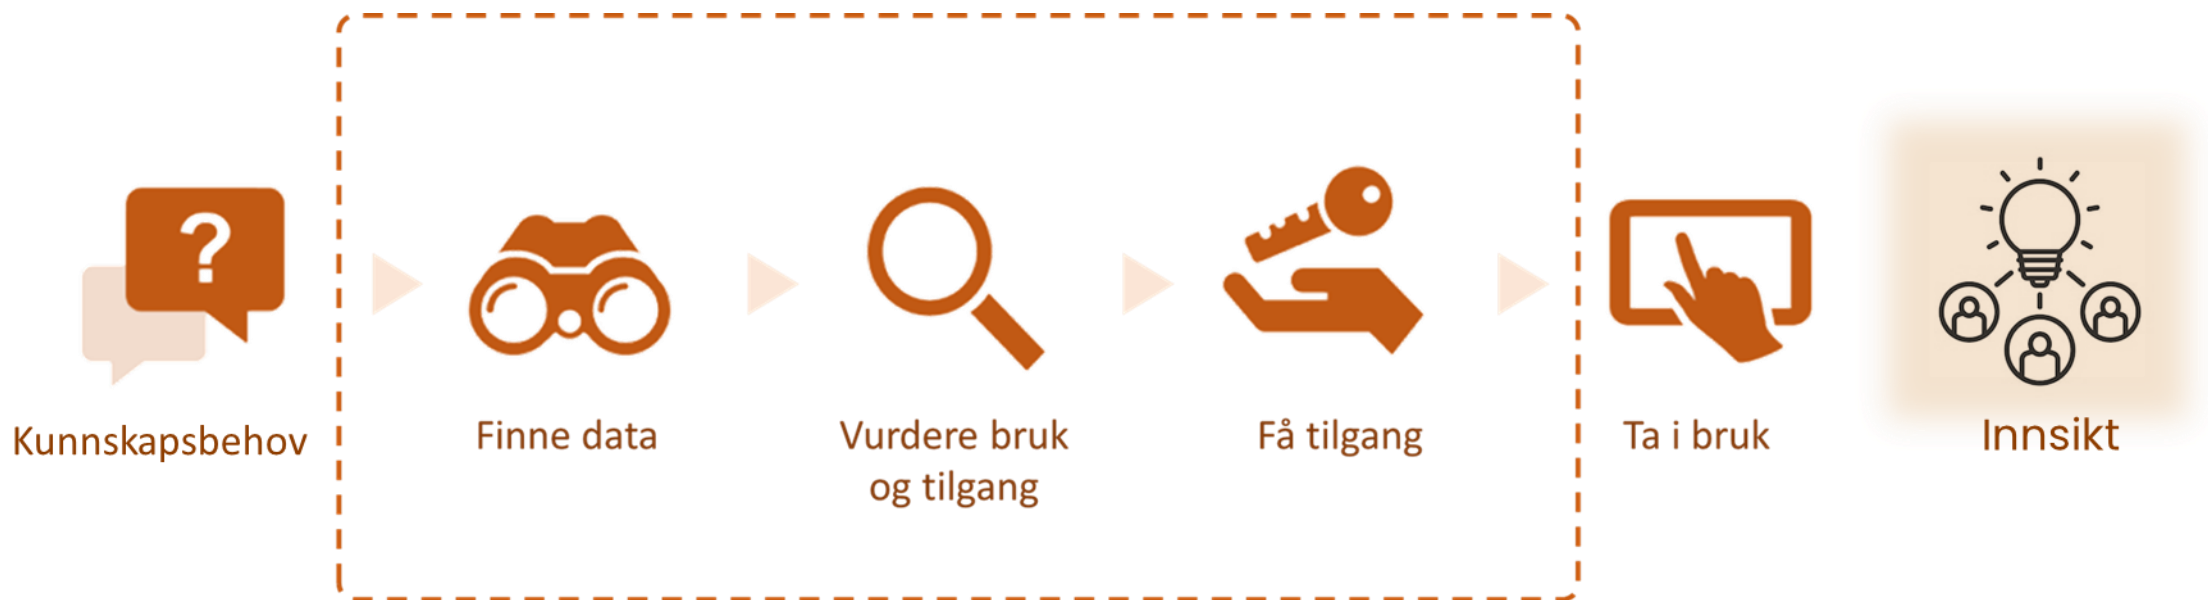 ?
Kunnskapsbehov
Finne data
Vurdere bruk
og tilgang
Få tilgang
Ta i bruk
Innsikt